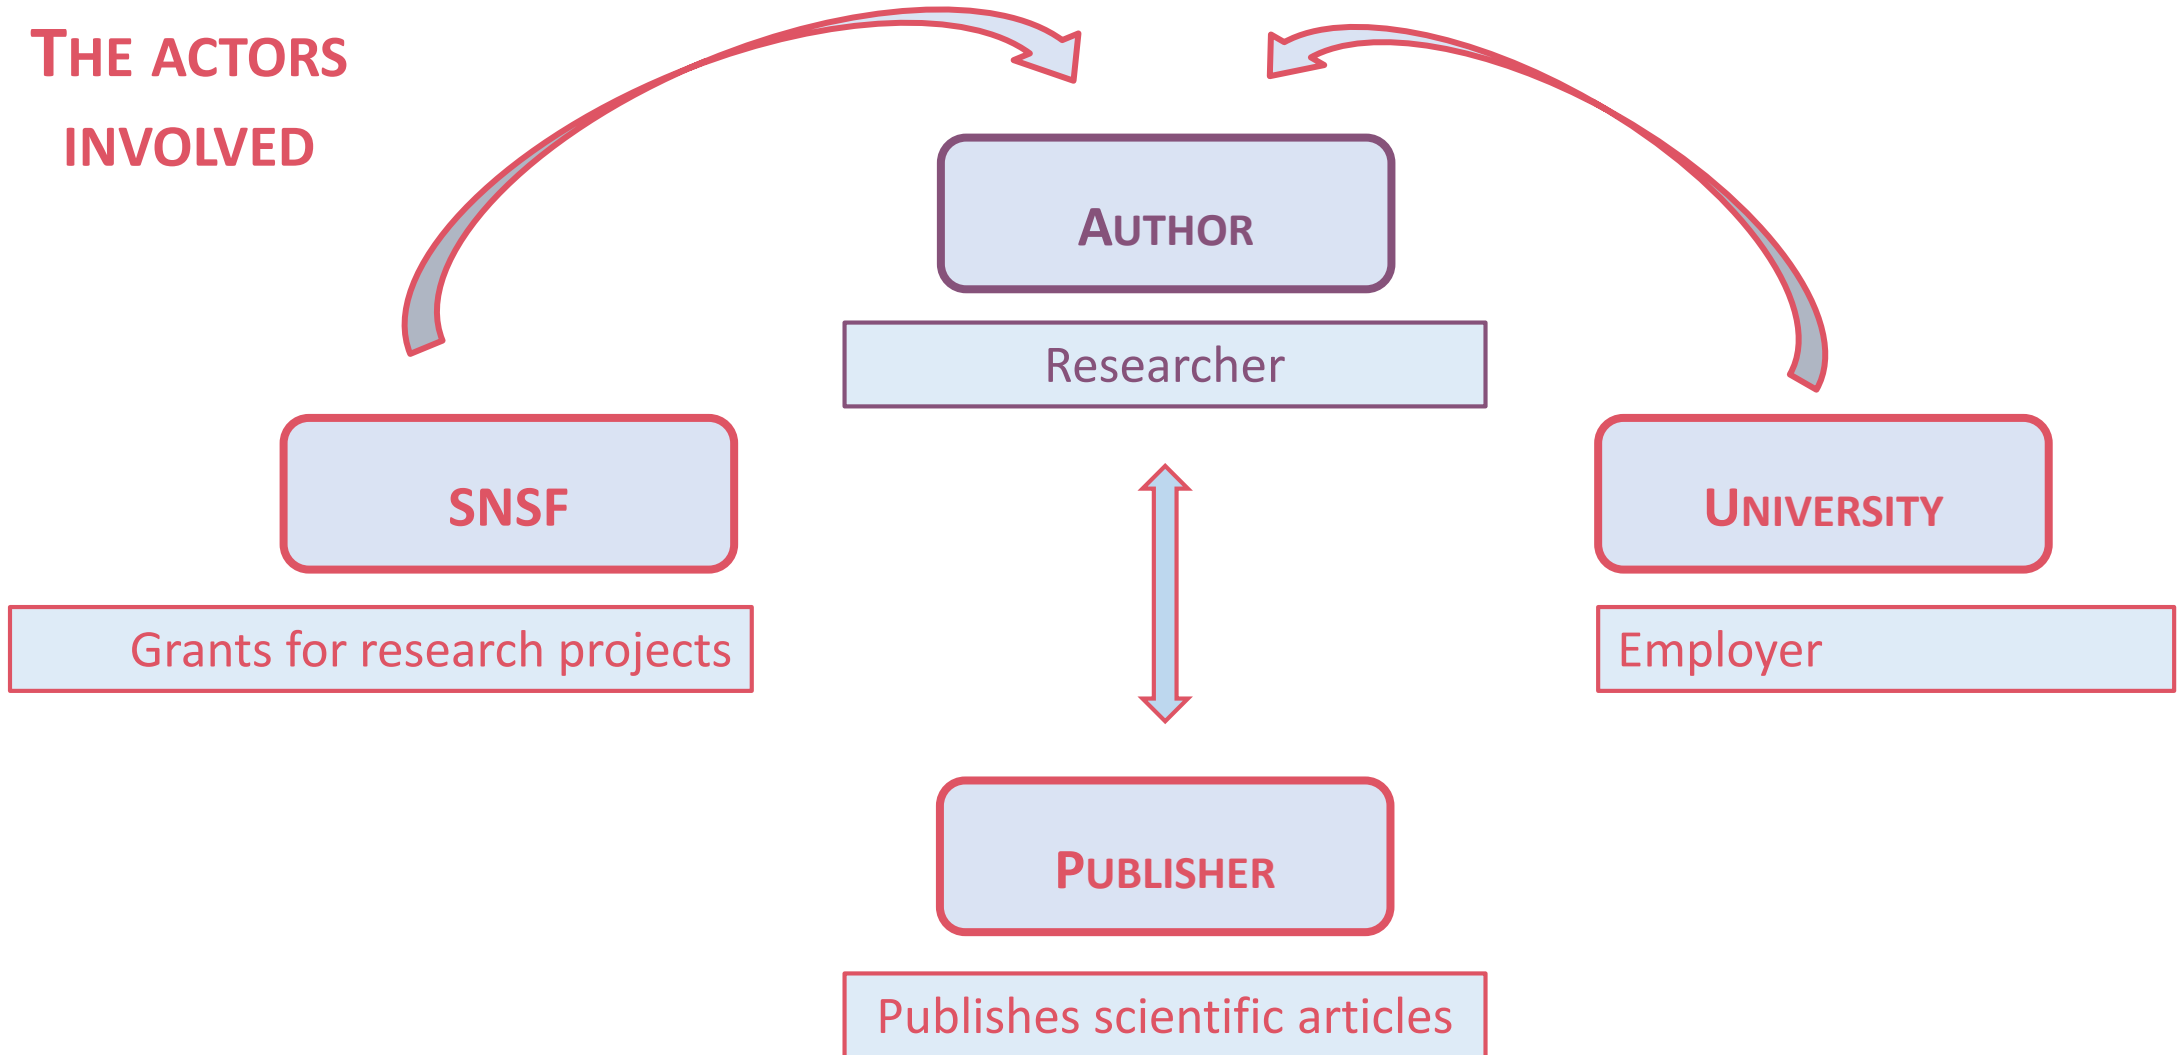 THE ACTORS
INVOLVED
AUTHOR
Researcher
SNSF
Grants for research projects
UNIVERSITY
Employer
PUBLISHER
Publishes scientific articles